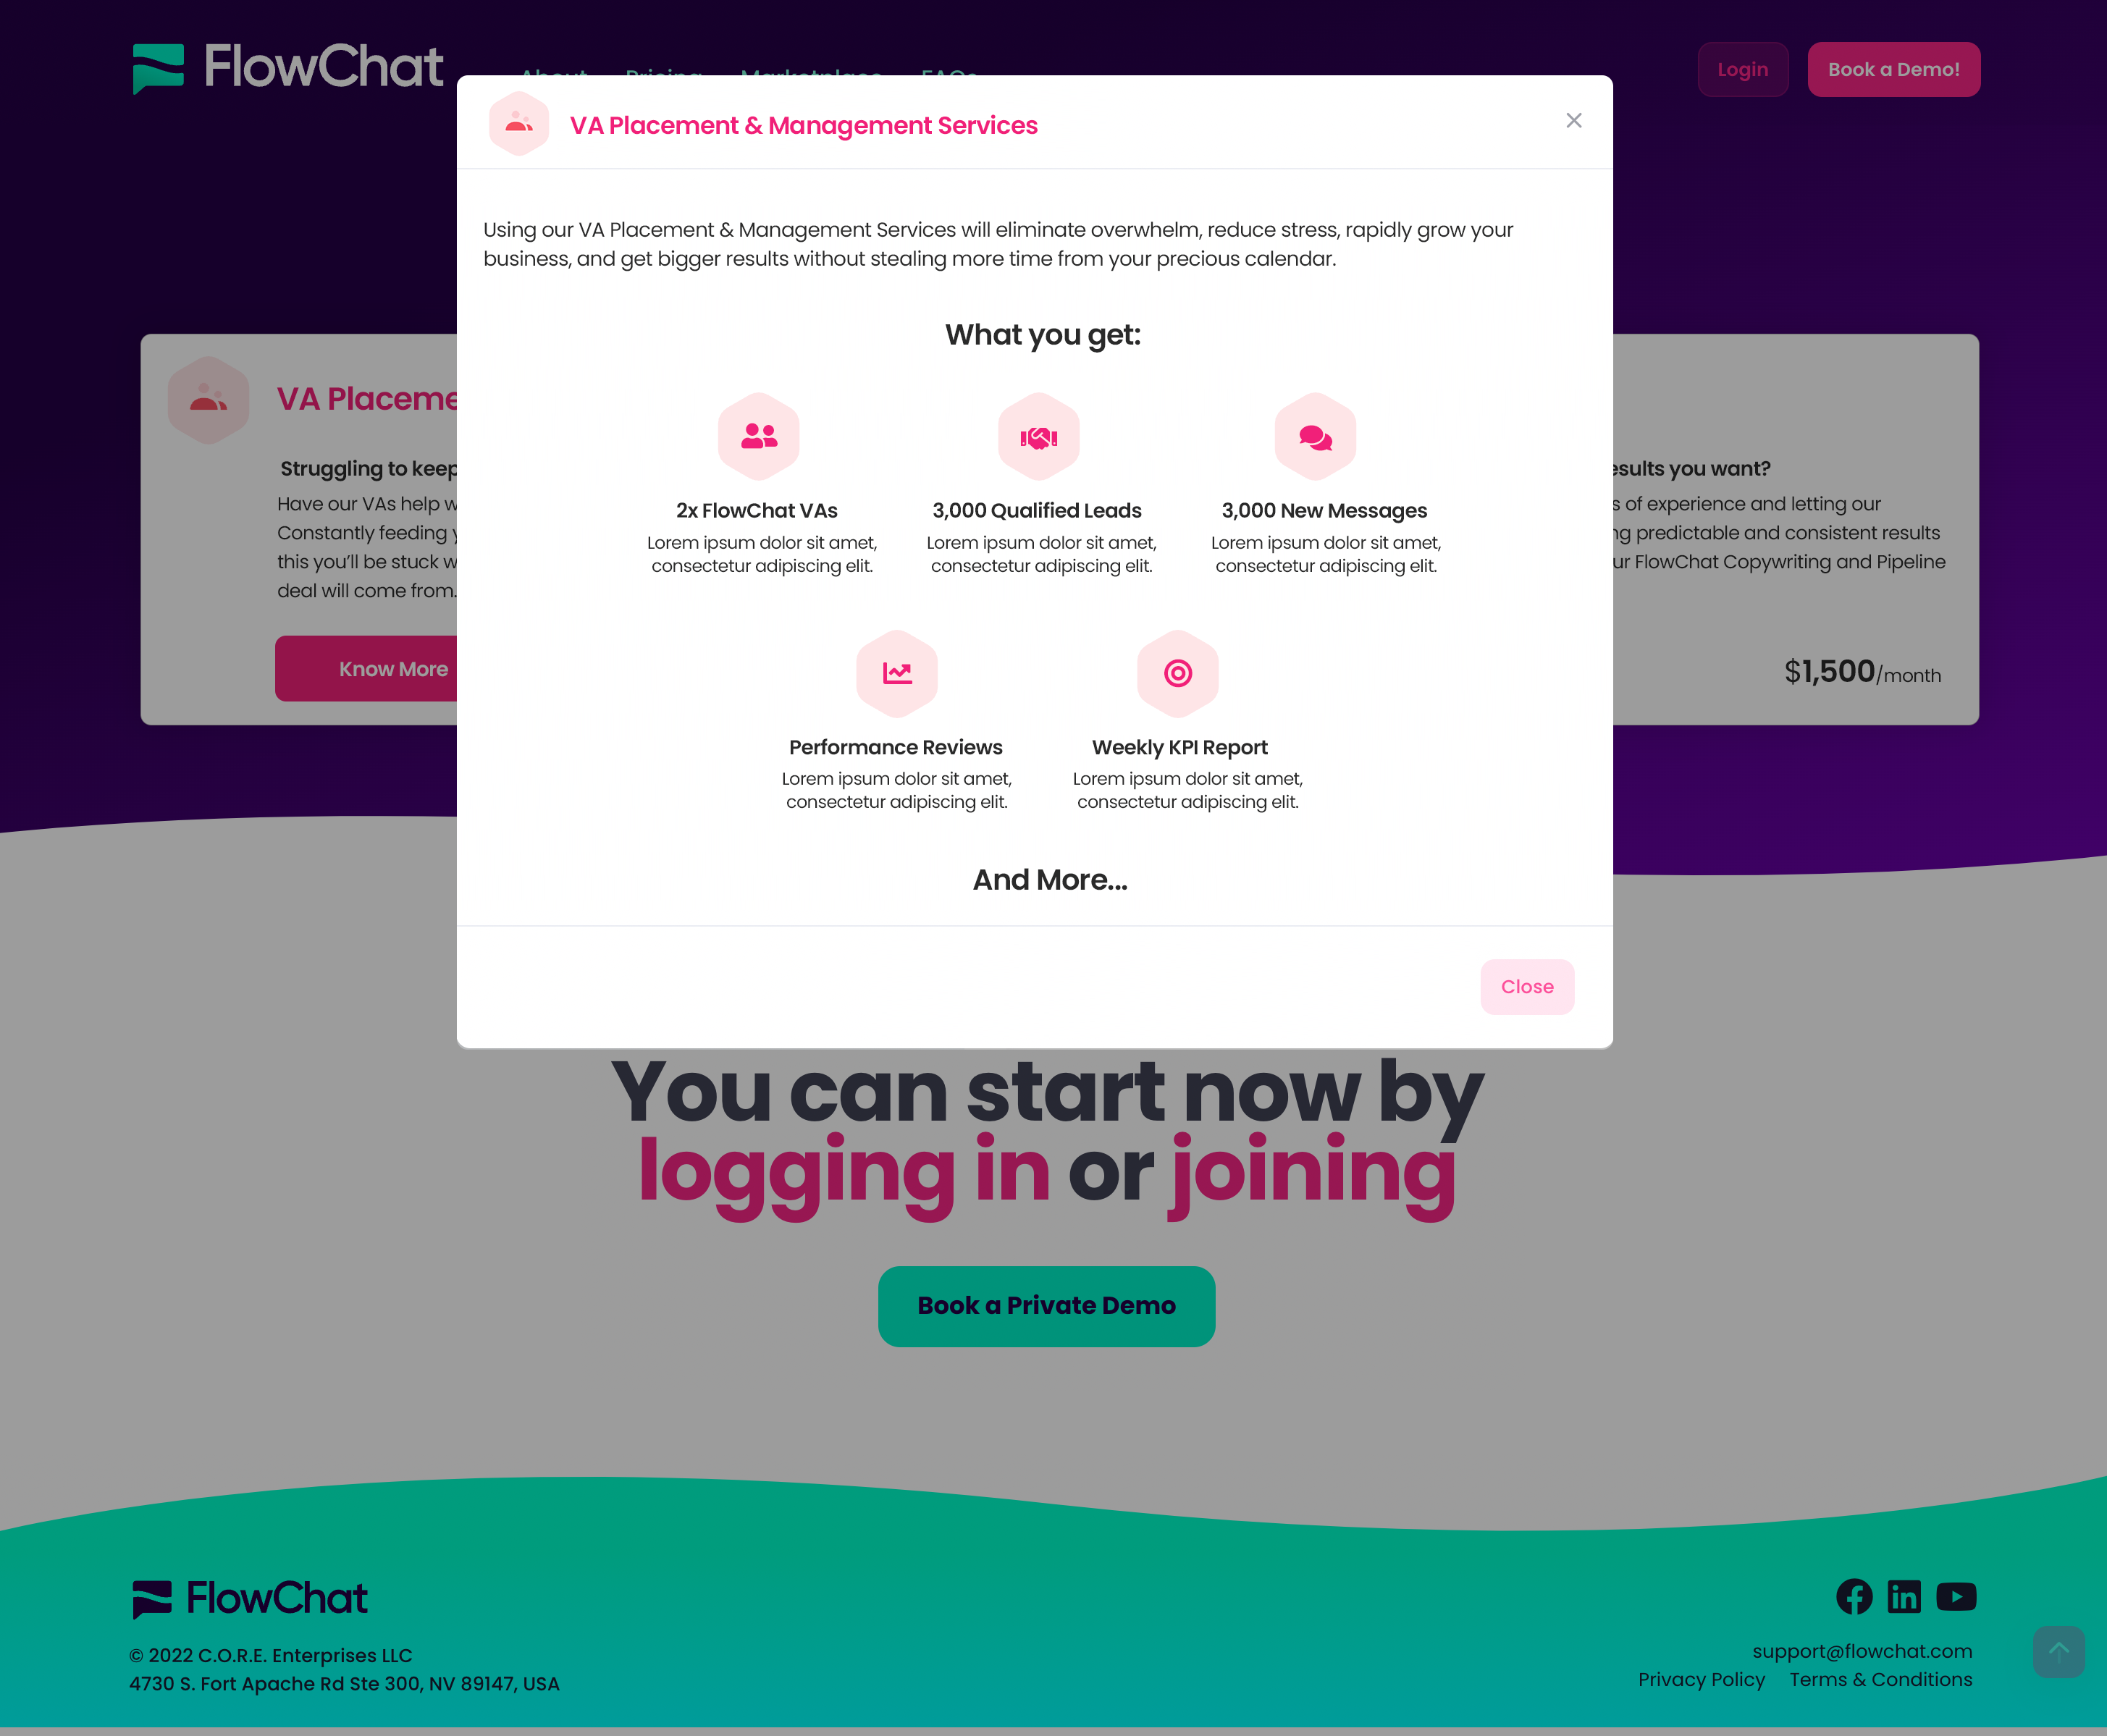 FlowChat
About Pricing Marketplace FAQs
Login
Book a Demo!
VA Placement & Management Services
Using our VA Placement & Management Services will eliminate overwhelm, reduce stress, rapidly grow your
business, and get bigger results without stealing more time from your precious calendar.
What you get:
2x FlowChat VAs
Lorem ipsum dolor sit amet,
consectetur adipiscing elit.
3,000 Qualified Leads
Lorem ipsum dolor sit amet,
consectetur adipiscing elit.
3,000 New Messages
Lorem ipsum dolor sit amet,
consectetur adipiscing elit.
Performance Reviews
Lorem ipsum dolor sit amet,
consectetur adipiscing elit.
Weekly KPI Report
Lorem ipsum dolor sit amet,
consectetur adipiscing elit.
And More...
Close
VA Placeme
Struggling to keep
Have our VAs help w
Constantly feeding y
this you'll be stuck w
deal will come from.
Know More
esults you want?
s of experience and letting our
ng predictable and consistent results
ur FlowChat Copywriting and Pipeline
$1,500/month
You can start now by
logging in or joining
Book a Private Demo
FlowChat
© 2022 C.O.R.E. Enterprises LLC
4730 S. Fort Apache Rd Ste 300, NV 89147, USA
support@flowchat.com
Privacy Policy Terms & Conditions